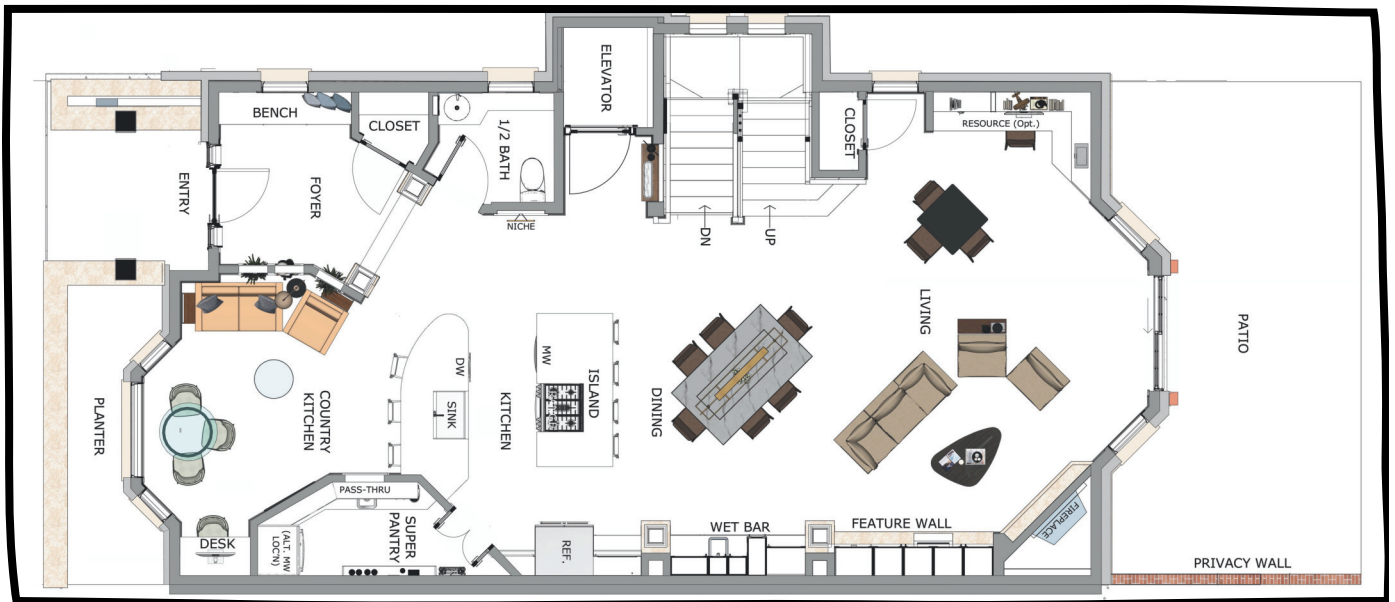 ELEVATOR
BENCH
CLOSET
1/2 BATH
CLOSET
RESOURCE (Opt.)
ENTRY
FOYER
NICHE
DN
UP
LIVING
PATIO
PLANTER
COUNTRY
KITCHEN
DW
SINK
KITCHEN
MW
ISLAND
DINING
PASS-THRU
SUPER
PANTRY
DESK
(ALT. MW
LOC'N)
REF.
WET BAR
FEATURE WALL
FIREPLACE
PRIVACY WALL